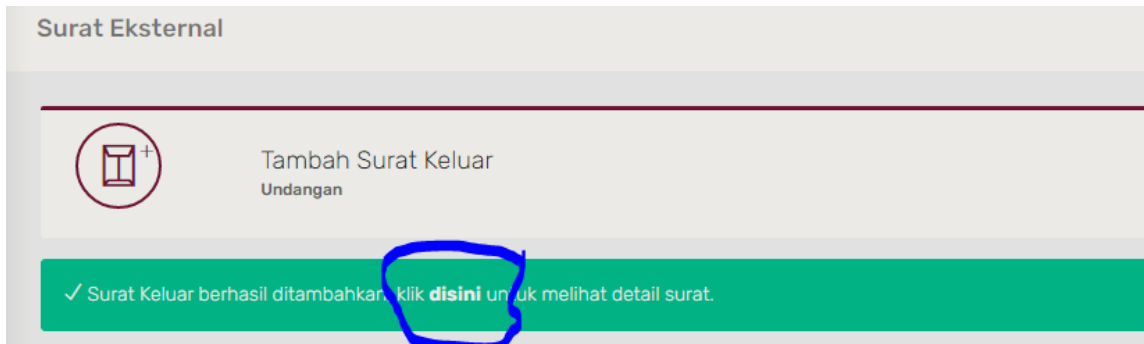 Surat Eksternal
Tambah Surat Keluar
Undangan
✓ Surat Keluar berhasil ditambahkan, klik disini untuk melihat detail surat.